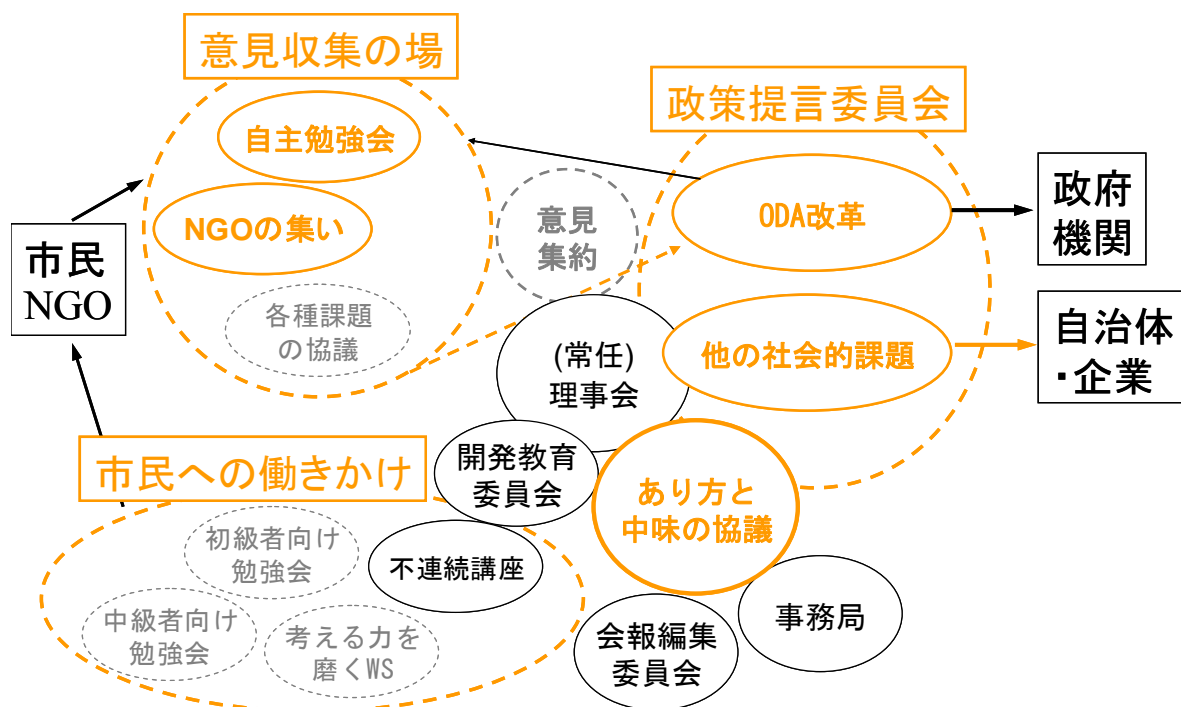 意見収集の場
自主勉強会
NGOの集い
各種課題
の協議
市民
NGO
意見
集約
政策提言委員会
ODA改革
他の社会的課題
政府
機関
自治体
・企業
(常任)
理事会
開発教育
委員会
あり方と
中味の協議
市民への働きかけ
初級者向け
勉強会
不連続講座
中級者向け
勉強会
考える力を
磨くWS
会報編集
委員会
事務局